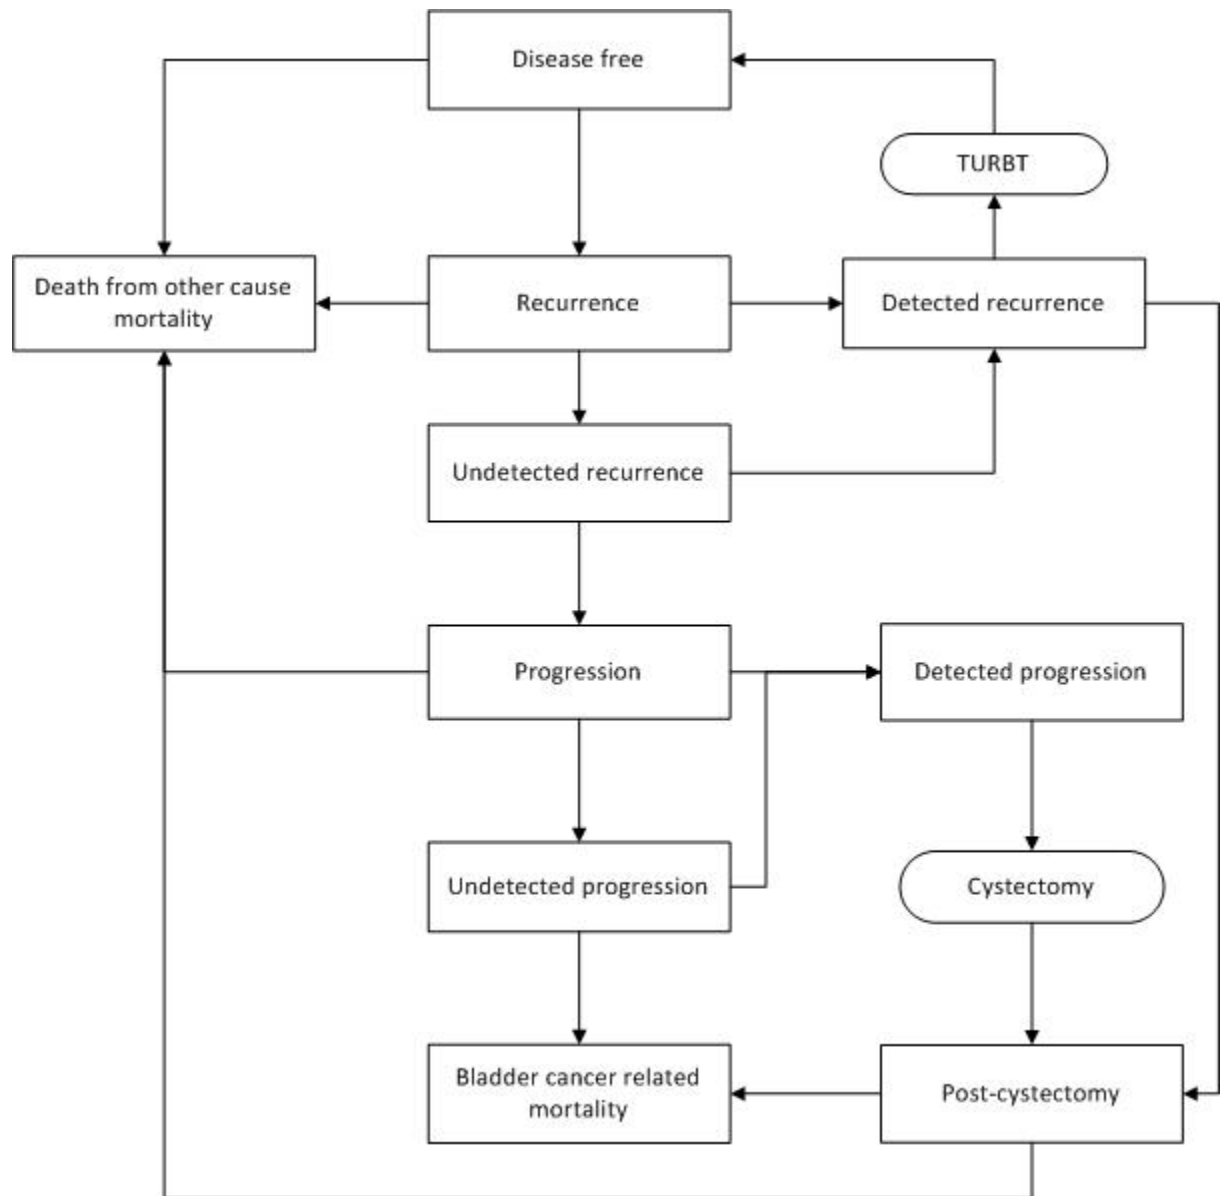 Disease free
TURBT
Death from other cause
mortality
Recurrence
Detected recurrence
Undetected recurrence
Progression
Detected progression
Undetected progression
Cystectomy
Bladder cancer related
mortality
Post-cystectomy